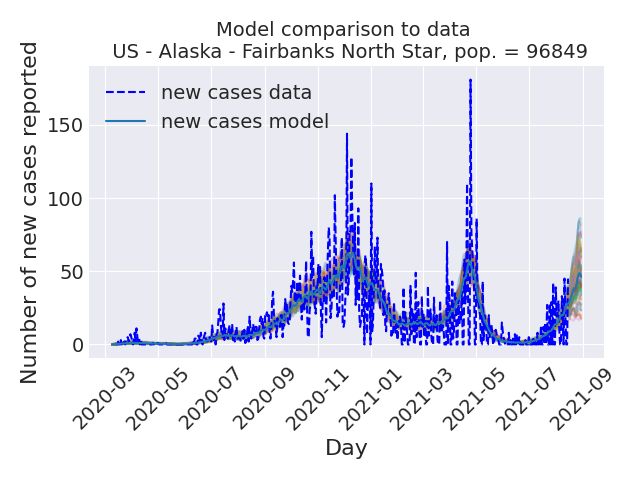 Model comparison to data
US - Alaska - Fairbanks North Star, pop. = 96849
Number of new cases reported
new cases data
new cases model
150
100
50
0
2020-03
2020-05
2020-07
2020-09
2020-11
2021-01
2021-03
2021-05
2021-07
2021-09
Day